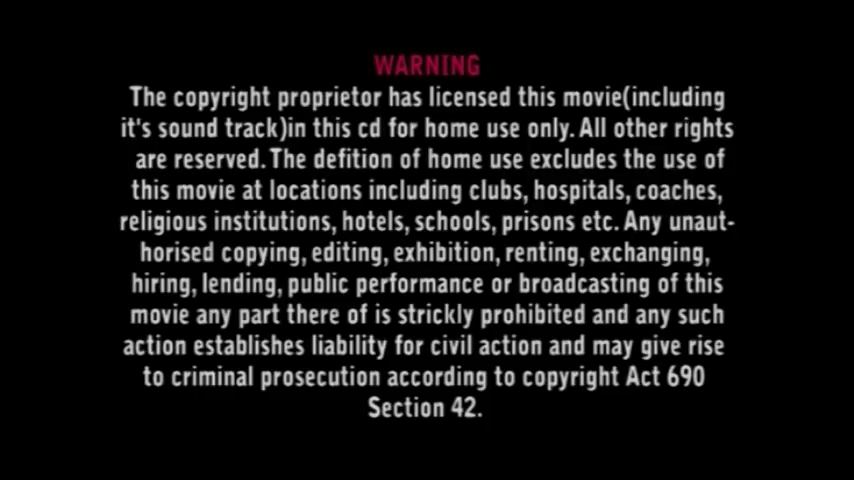 WARNING
The copyright proprietor has licensed this movie(including
it's sound track)in this cd for home use only. All other rights
are reserved. The defition of home use excludes the use of
this movie at locations including clubs, hospitals, coaches,
religious institutions, hotels, schools, prisons etc. Any unaut-
horised copying, editing, exhibition, renting, exchanging,
hiring, lending, public performance or broadcasting of this
movie any part there of is strickly prohibited and any such
action establishes liability for civil action and may give rise
to criminal prosecution according to copyright Act 690
Section 42.